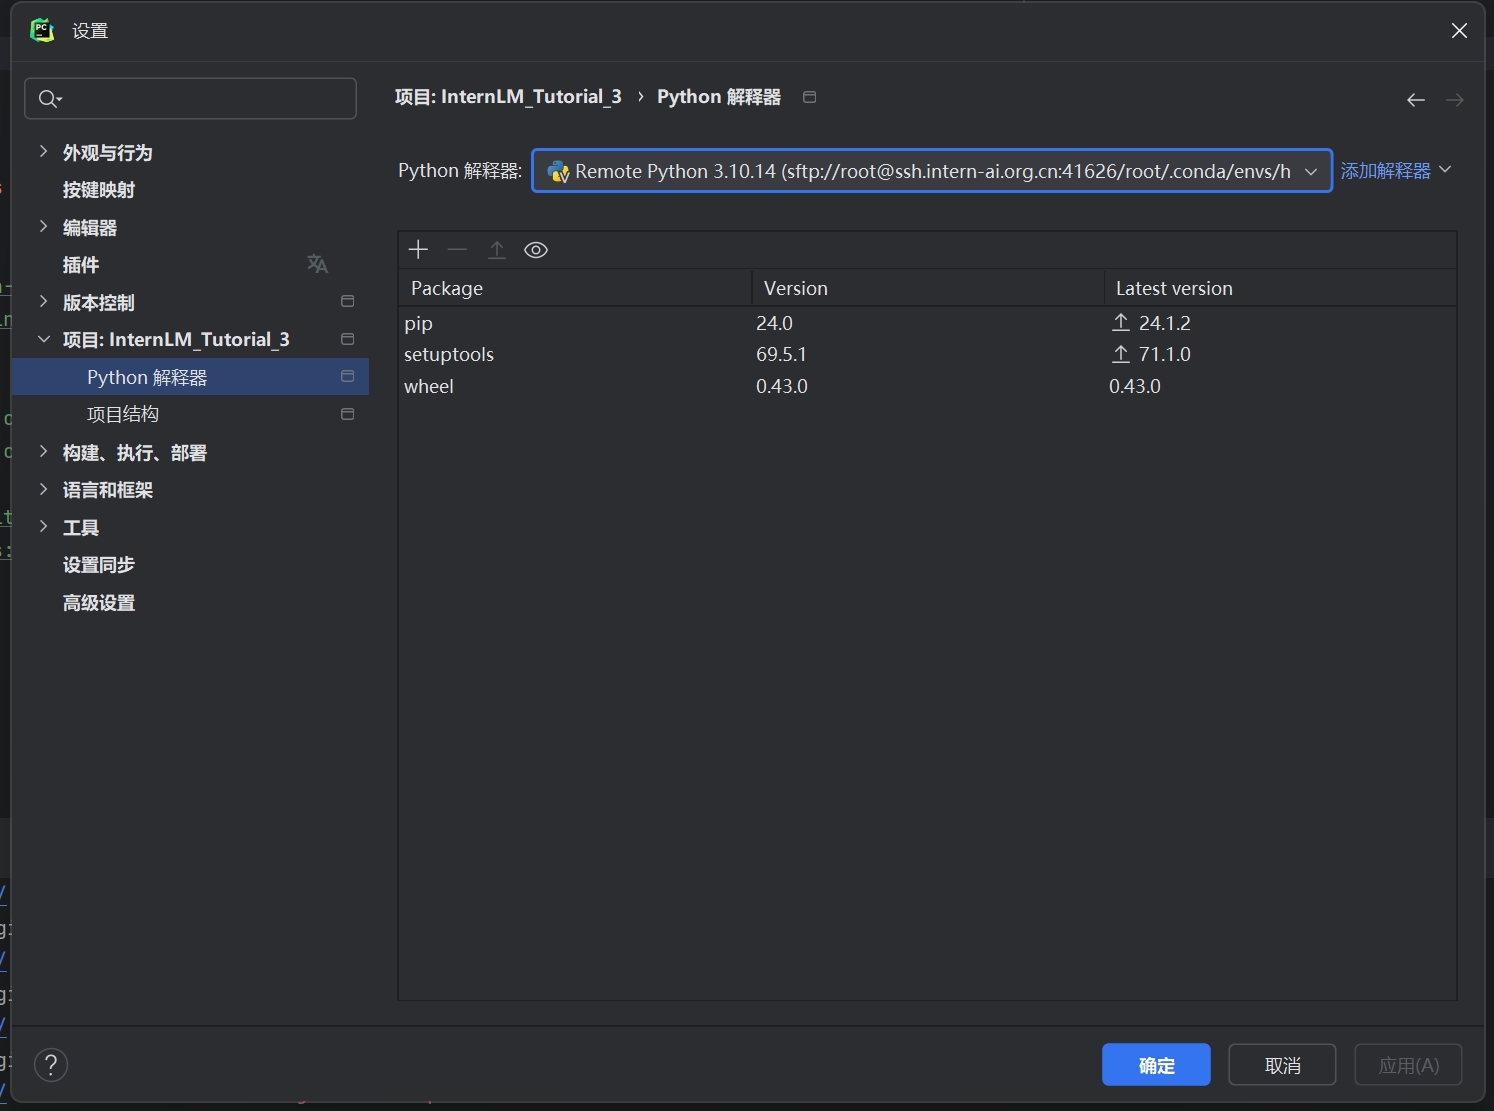 设置
项目: InternLM_Tutorial_3 › Python 解释器
外观与行为
按键映射
编辑器
插件
版本控制
项目: InternLM_Tutorial_3
Python 解释器
项目结构
构建、执行、部署
语言和框架
工具
设置同步
高级设置
Python 解释器: Remote Python 3.10.14 (sftp://root@ssh.intern-ai.org.cn:41626/root/.conda/envs/h 添加解释器
Package Version Latest version
pip 24.0 24.1.2
setuptools 69.5.1 71.1.0
wheel 0.43.0 0.43.0
? 确定 取消 应用(A)